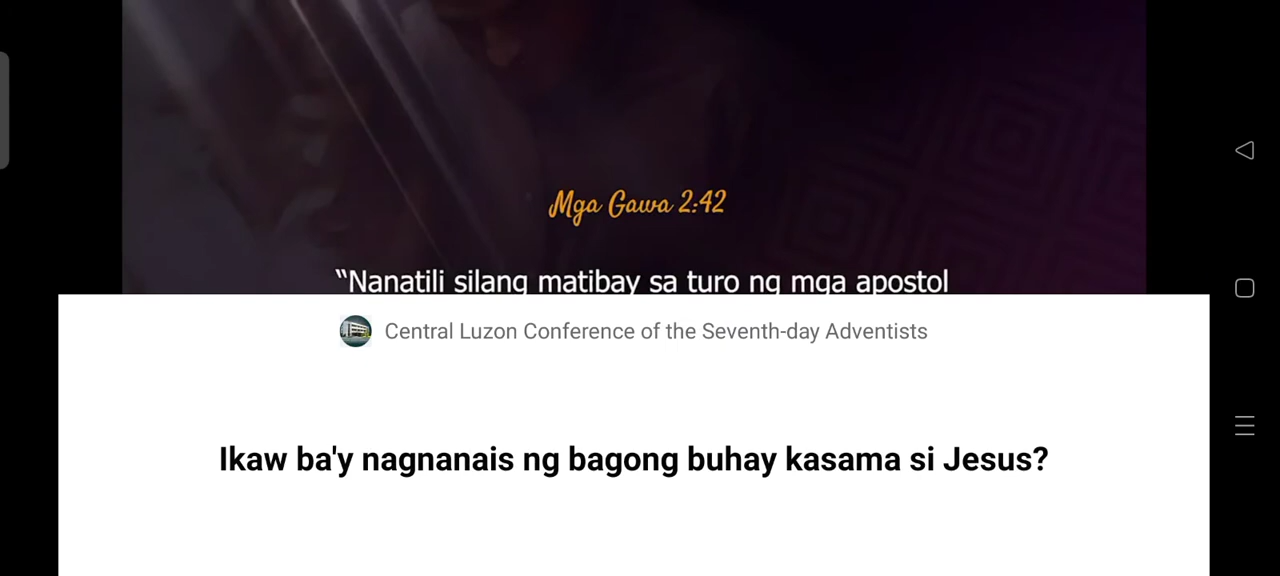 Mga Gawa 2:42
“Nanatili silang matibay sa turo ng mga apostol
Central Luzon Conference of the Seventh-day Adventists
Ikaw ba'y nagnanais ng bagong buhay kasama si Jesus?